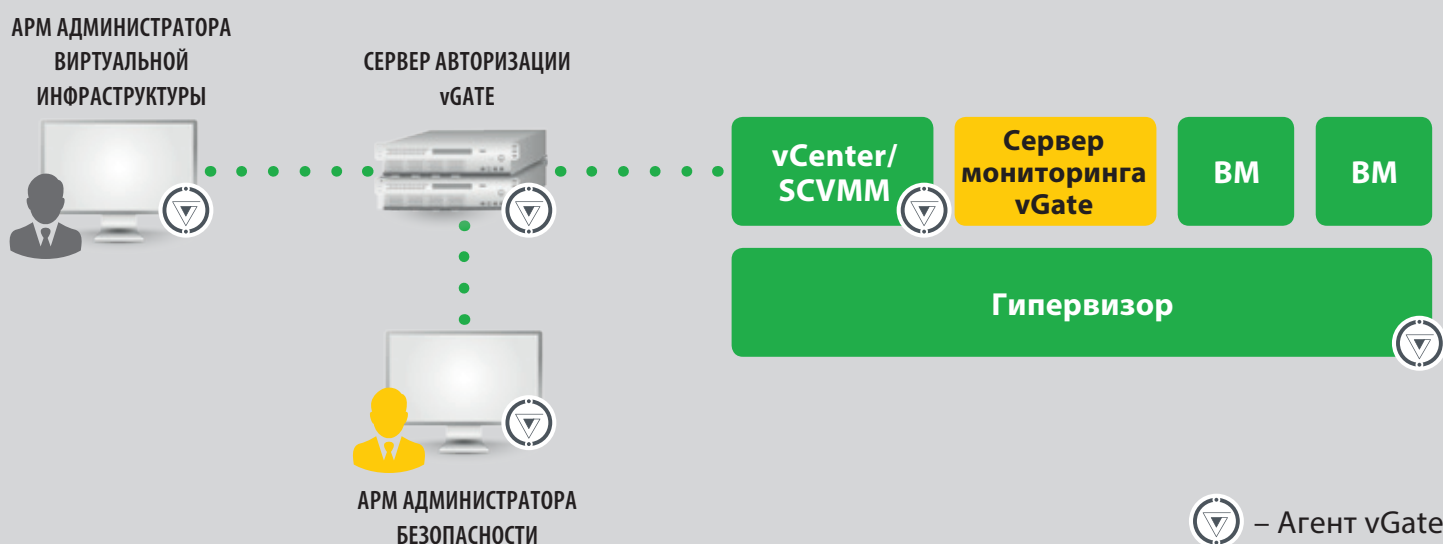 АРМ АДМИНИСТРАТОРА
ВИРТУАЛЬНОЙ
ИНФРАСТРУКТУРЫ
СЕРВЕР АВТОРИЗАЦИИ
vGATE
vCenter/
SCVMM
Сервер
мониторинга
vGate
ВМ
ВМ
Гипервизор
АРМ АДМИНИСТРАТОРА
БЕЗОПАСНОСТИ
– Агент vGate